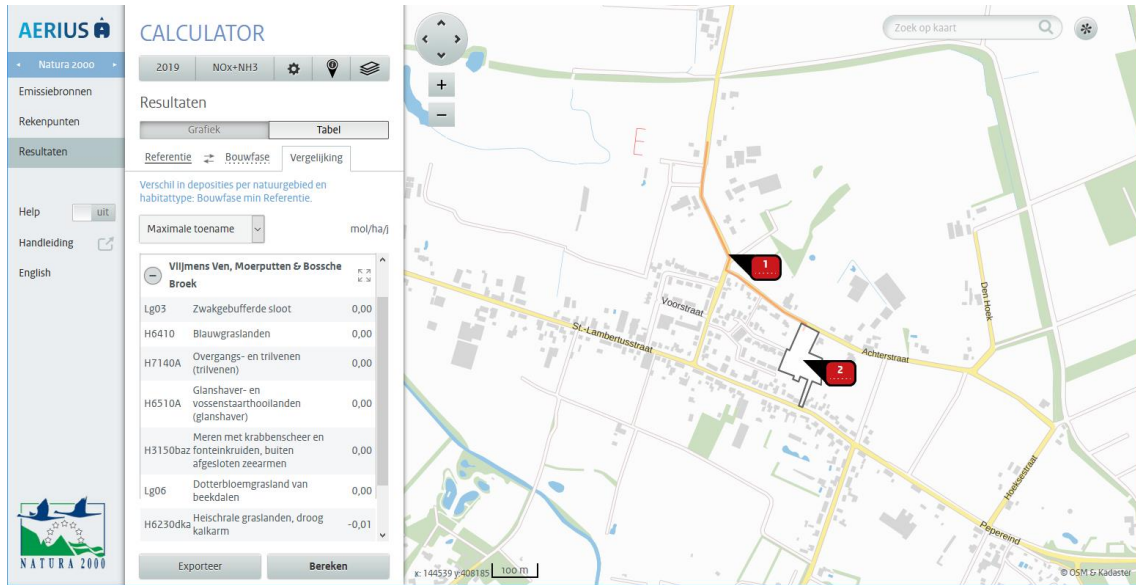 AERIUS
Natura 2000
Emissiebronnen
Rekenpunten
Resultaten
Help uit
Handleiding
English
NATURA 2000
CALCULATOR
2019 NOx+NH3
Resultaten
Grafiek Tabel
Referentie Bouwfase Vergelijking
Verschil in deposities per natuurgebied en
habitattype: Bouwfase min Referentie.
Maximale toename mol/ha/j
Vlijmens Ven, Moerputten & Bossche
Broek
Lg03 Zwakgebufferde sloot 0,00
H6410 Blauwgraslanden 0,00
H7140A Overgangs- en trilvenen
(trilvenen) 0,00
H6510A Glanshaver- en
vossenstaarthooilanden
(glanshaver) 0,00
H3150baz Meren met krabbenscheer en
fonteinkruiden, buiten
afgesloten zeearmen 0,00
Lg06 Dotterbloemgrasland van
beekdalen 0,00
H6230dka Heischrale graslanden, droog
kalkarm -0,01
Exporteer Bereken
Zoek op kaart
+
−
1
2
Voorstraat
St.-Lambertusstraat
Achterstraat
Den Hoek
Hoeksestraat
Pepereind
x: 144539 y:408185 100 m
© OSM & Kadaster